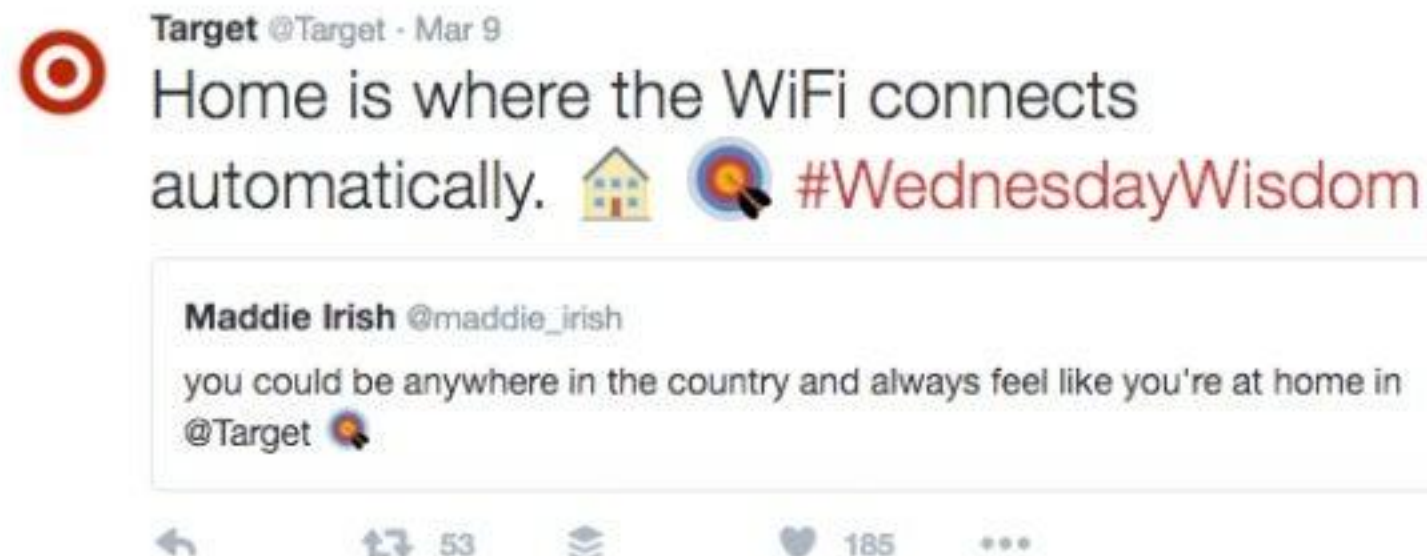 Target @Target · Mar 9
Home is where the WiFi connects
automatically. 🏠 🎯 #WednesdayWisdom
Maddie Irish @maddie_irish
you could be anywhere in the country and always feel like you're at home in
@Target 🎯
53 185